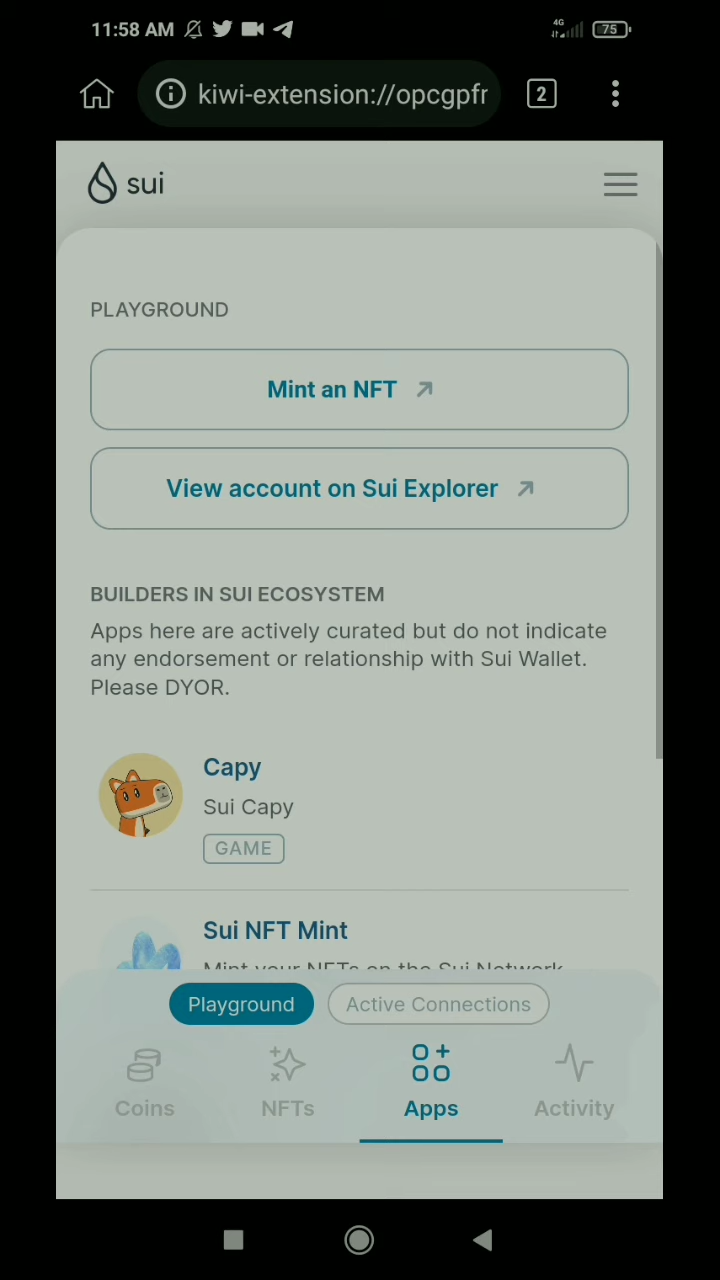 11:58 AM
4G
75
kiwi-extension://opcgpfr
2
sui
PLAYGROUND
Mint an NFT
View account on Sui Explorer
BUILDERS IN SUI ECOSYSTEM
Apps here are actively curated but do not indicate
any endorsement or relationship with Sui Wallet.
Please DYOR.
Capy
Sui Capy
GAME
Sui NFT Mint
Mint your NFTs on the Sui Network
Playground
Active Connections
Coins
NFTs
Apps
Activity